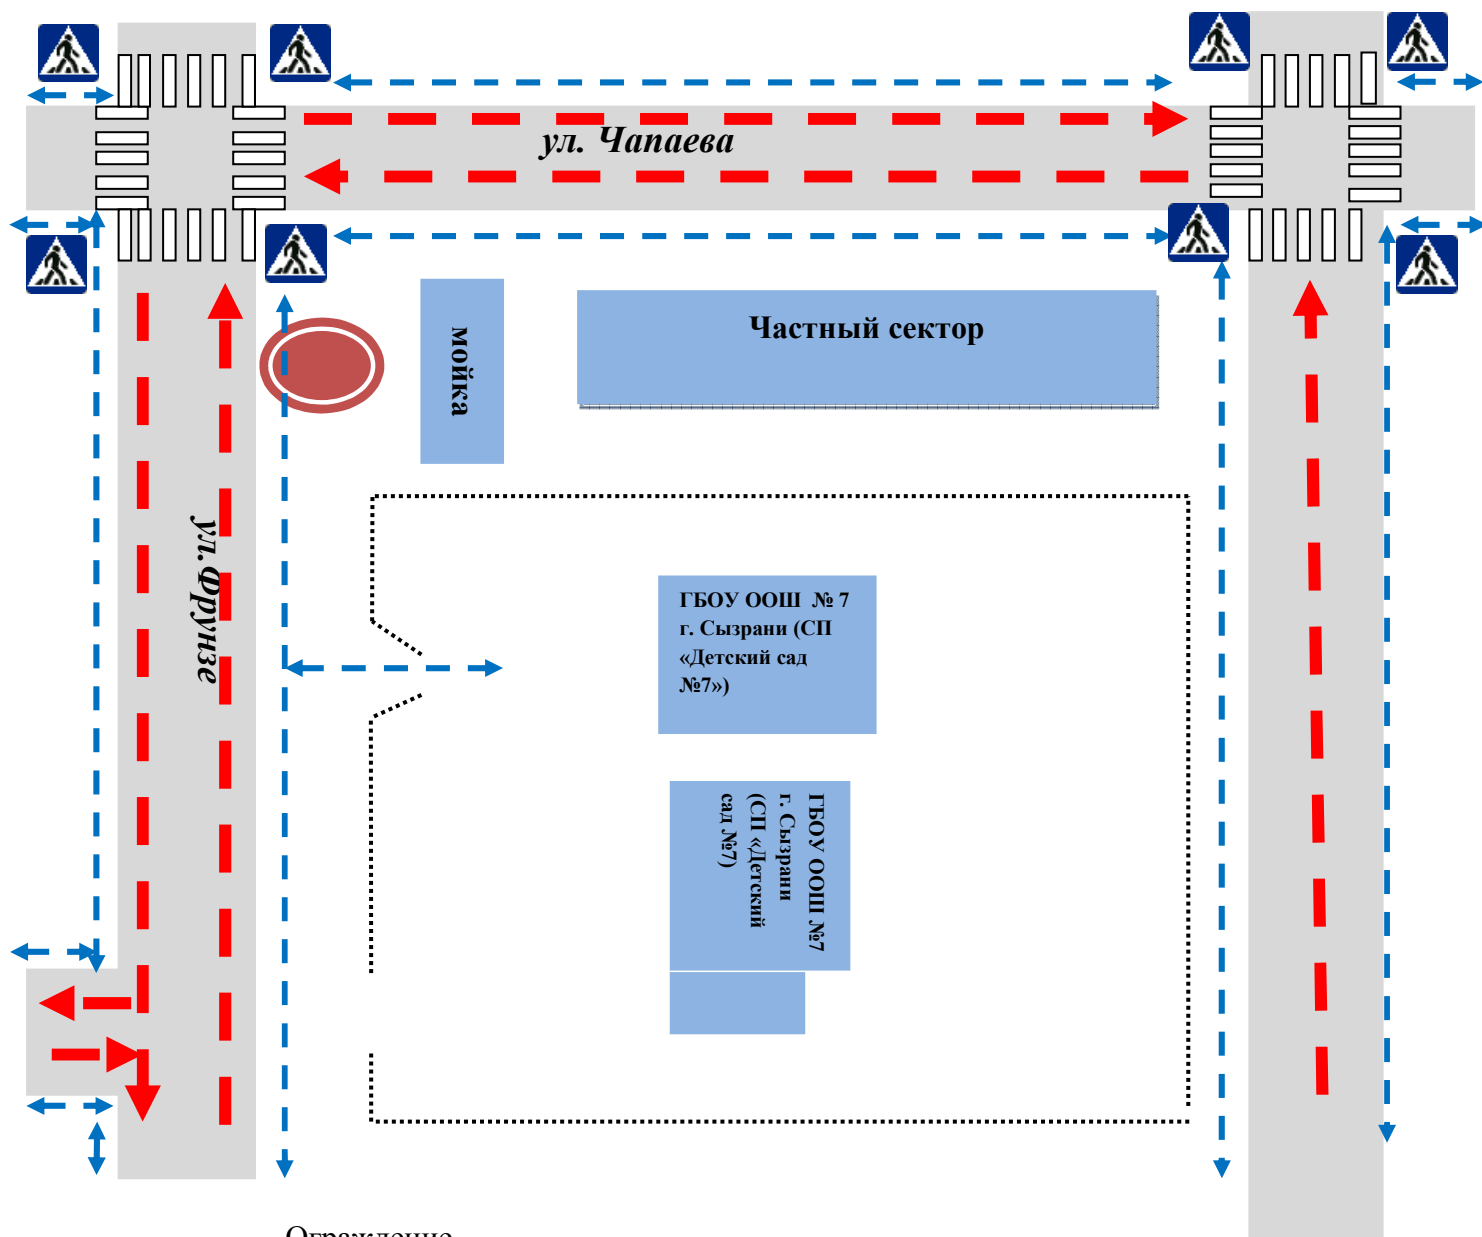 ул. Чапаева
мойка
Частный сектор
ул.Фрунзе
ГБОУ ООШ № 7
г. Сызрани (СП
«Детский сад
№7»)
ГБОУ ООШ №7
г. Сызрани
(СП «Детский
сад №7)
Ограждение